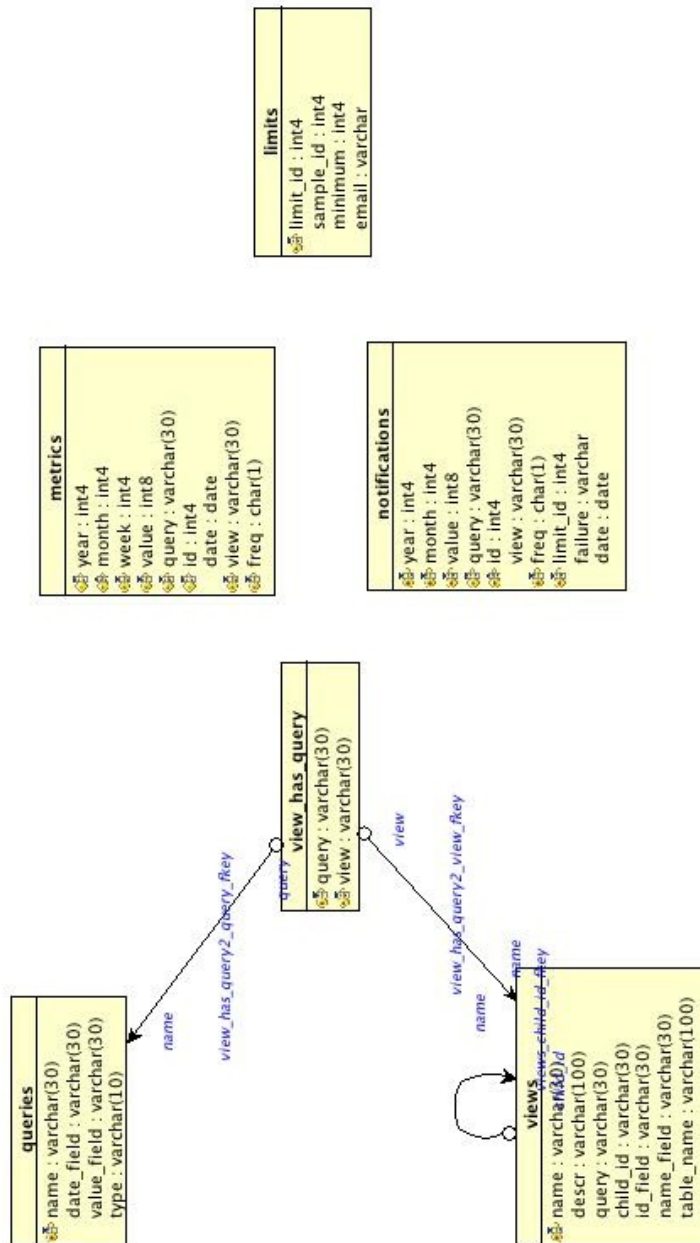 limits
limit_id : int4
sample_id : int4
minimum : int4
email : varchar
metrics
year : int4
month : int4
week : int4
value : int8
query : varchar(30)
id : int4
date : date
view : varchar(30)
freq : char(1)
notifications
year : int4
month : int4
value : int8
query : varchar(30)
id : int4
view : varchar(30)
freq : char(1)
limit_id : int4
failure : varchar
date : date
view_has_query
query : varchar(30)
view : varchar(30)
query
view
view_has_query2_query_fkey
name
view_has_query2_view_fkey
name
name
views_child_id_fkey
child_id
queries
name : varchar(30)
date_field : varchar(30)
value_field : varchar(30)
type : varchar(10)
views
name : varchar(30)
descr : varchar(100)
query : varchar(30)
child_id : varchar(30)
id_field : varchar(30)
name_field : varchar(30)
table_name : varchar(100)